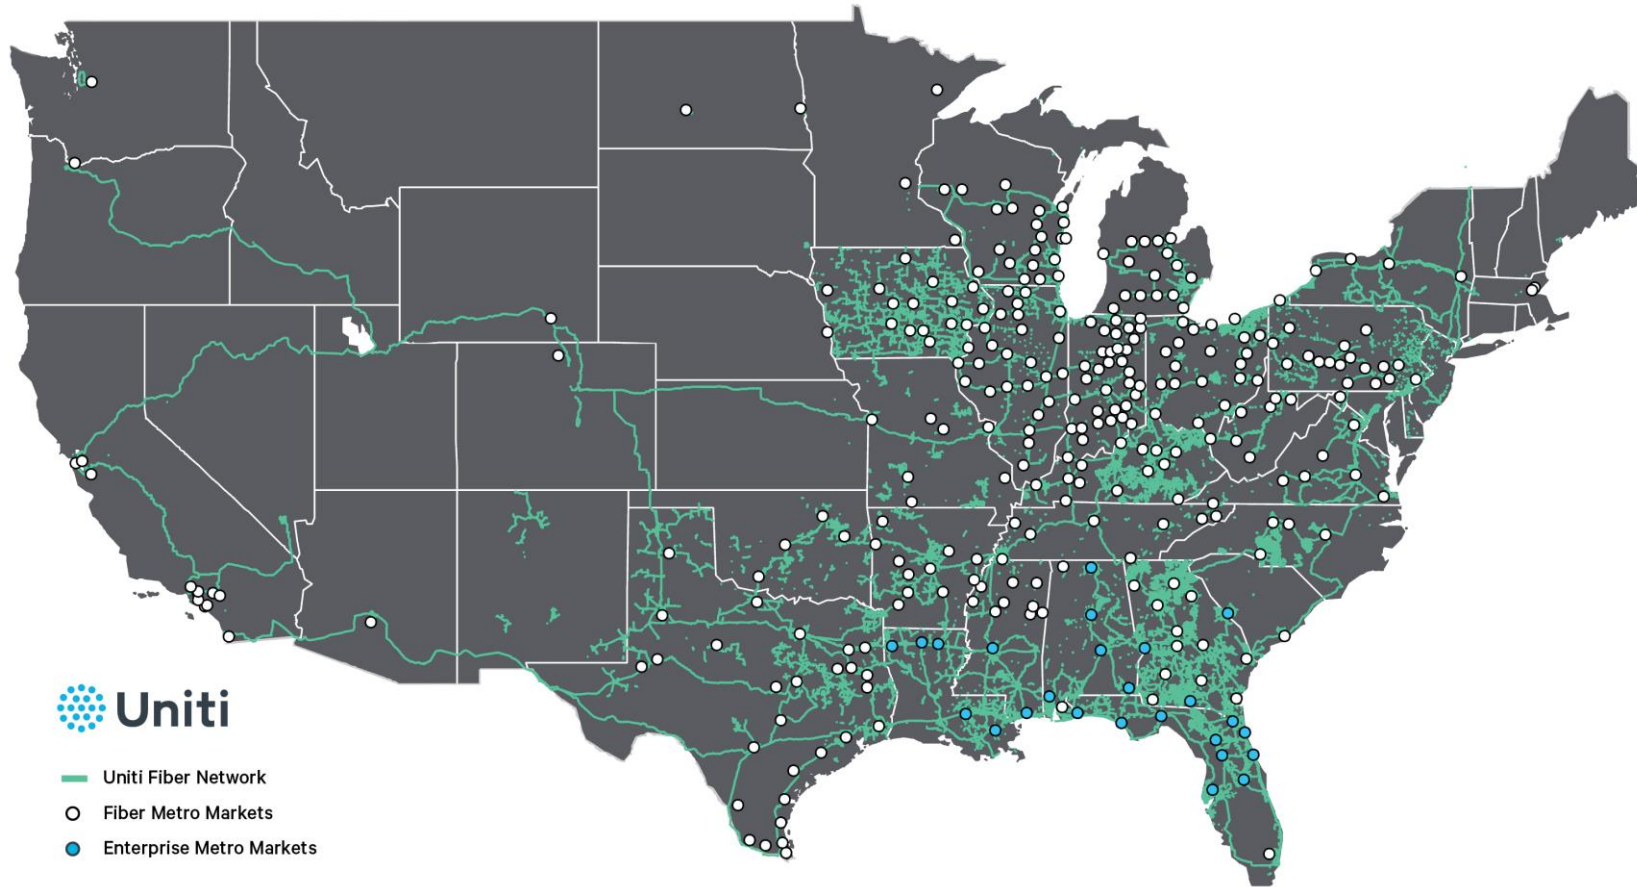 Uniti
Uniti Fiber Network
Fiber Metro Markets
Enterprise Metro Markets